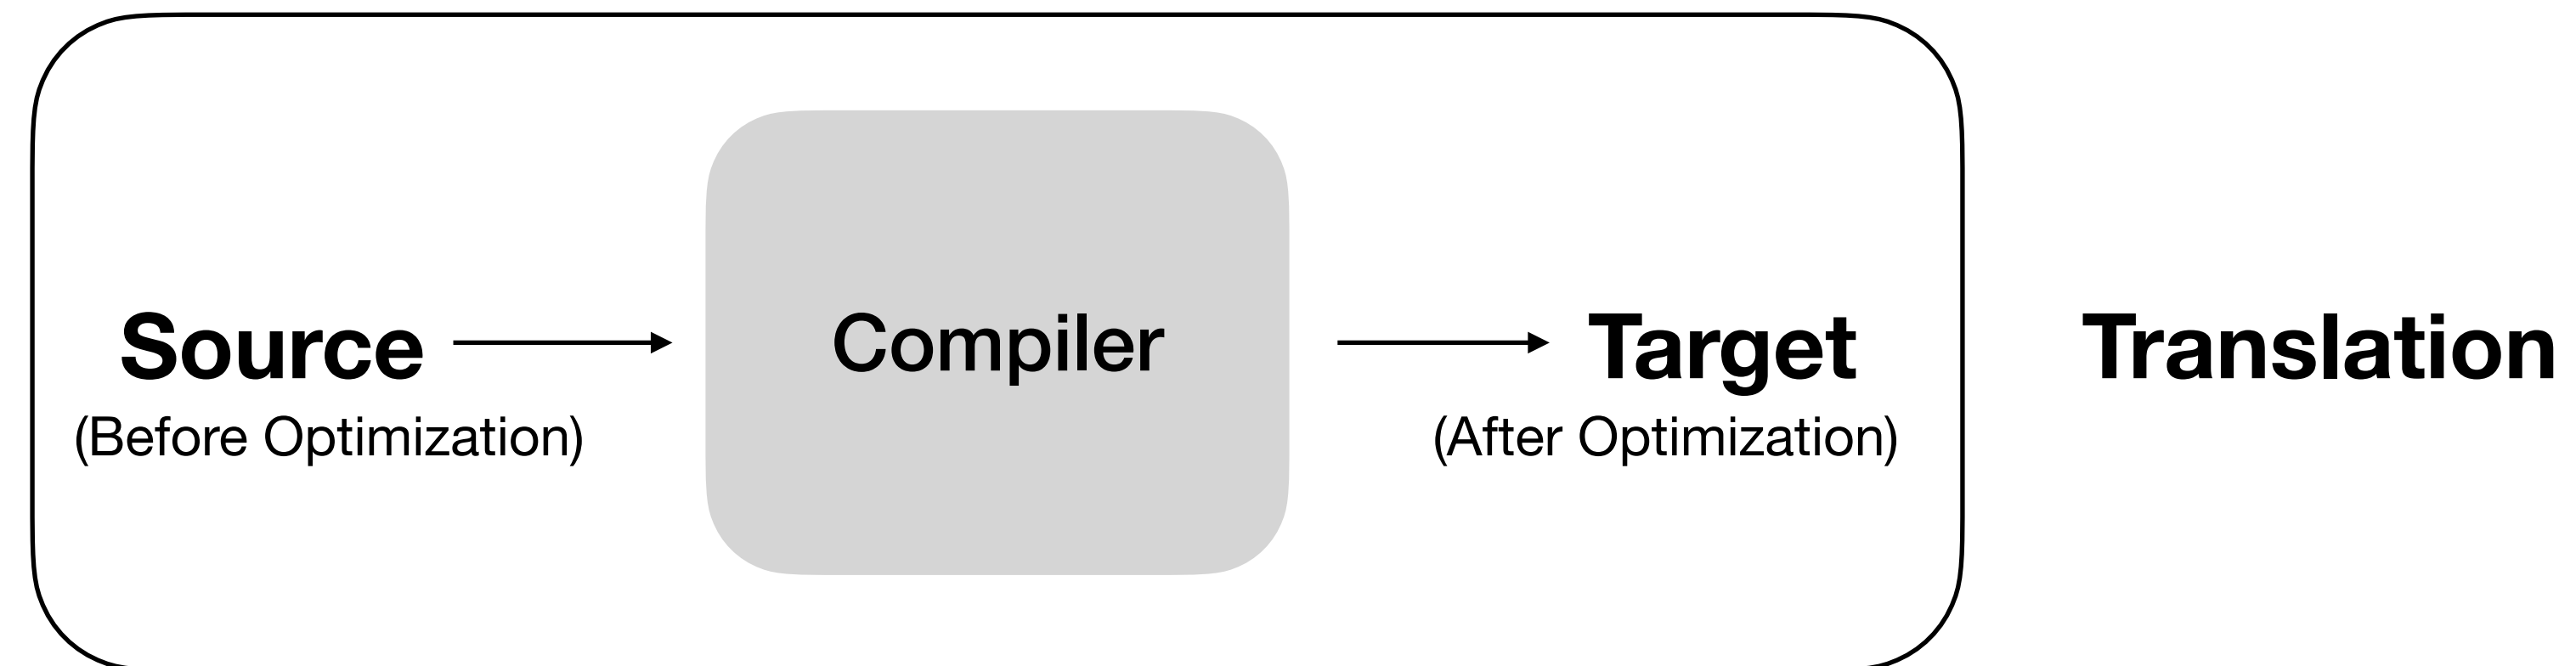 Source
(Before Optimization)
Compiler
Target
(After Optimization)
Translation